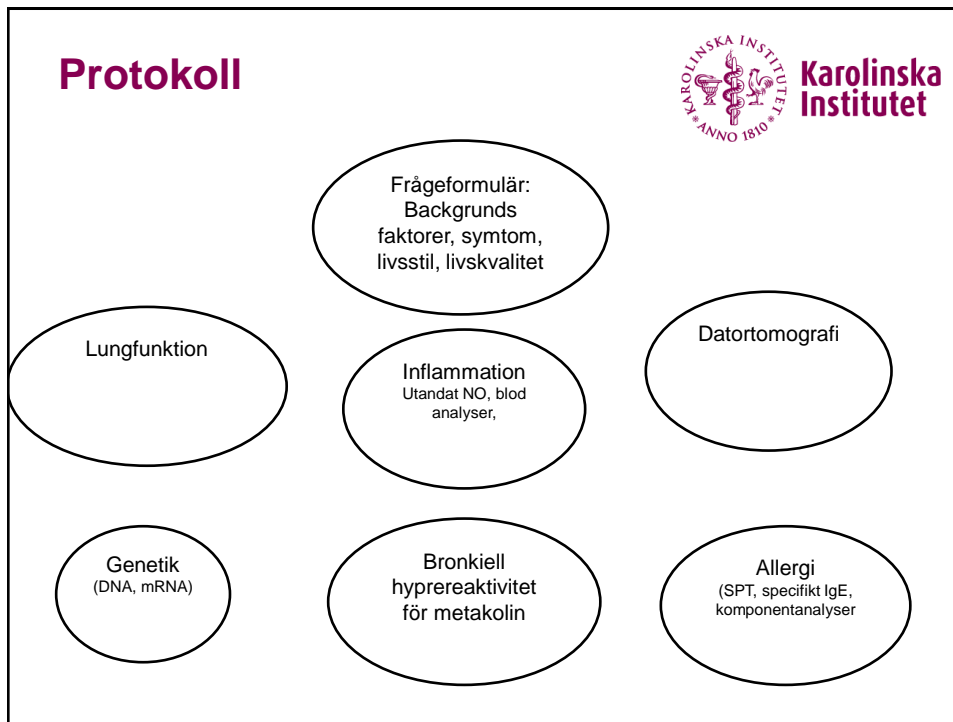 Protokoll
KAROLINSKA INSTITUTET
ANNO 1810
Karolinska
Institutet
Frågeformulär:
Backgrunds
faktorer, symtom,
livsstil, livskvalitet
Lungfunktion
Inflammation
Utandat NO, blod
analyser,
Datortomografi
Genetik
(DNA, mRNA)
Bronkiell
hyprereaktivitet
för metakolin
Allergi
(SPT, specifikt IgE,
komponentanalyser